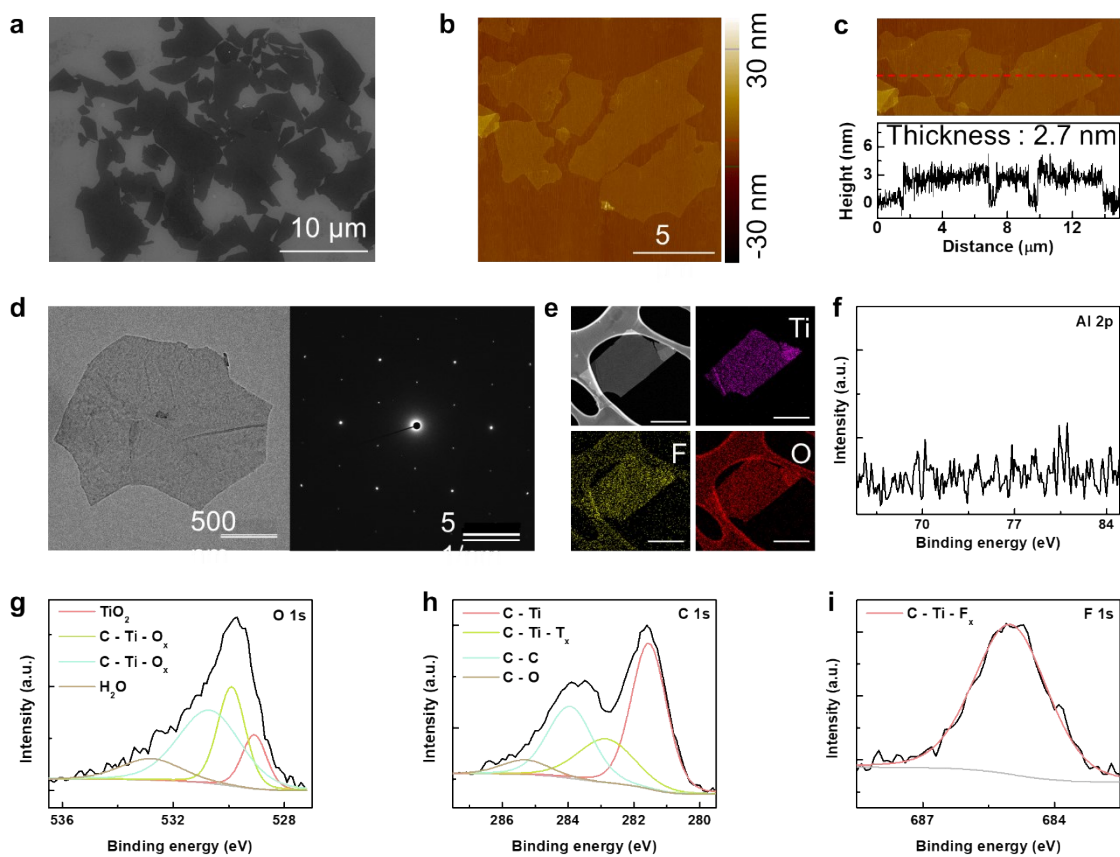 a
10 μm
b
5
30 nm
-30 nm
c
Thickness : 2.7 nm
Height (nm)
6
3
0
0 4 8 12
Distance (μm)
d
500
5
e
Ti
F
O
f
Al 2p
Intensity (a.u.)
70 77 84
Binding energy (eV)
g
O 1s
TiO2
C - Ti - Ox
C - Ti - Ox
H2O
Intensity (a.u.)
536 532 528
Binding energy (eV)
h
C 1s
C - Ti
C - Ti - Tx
C - C
C - O
Intensity (a.u.)
286 284 282 280
Binding energy (eV)
i
F 1s
C - Ti - Fx
Intensity (a.u.)
687 684
Binding energy (eV)